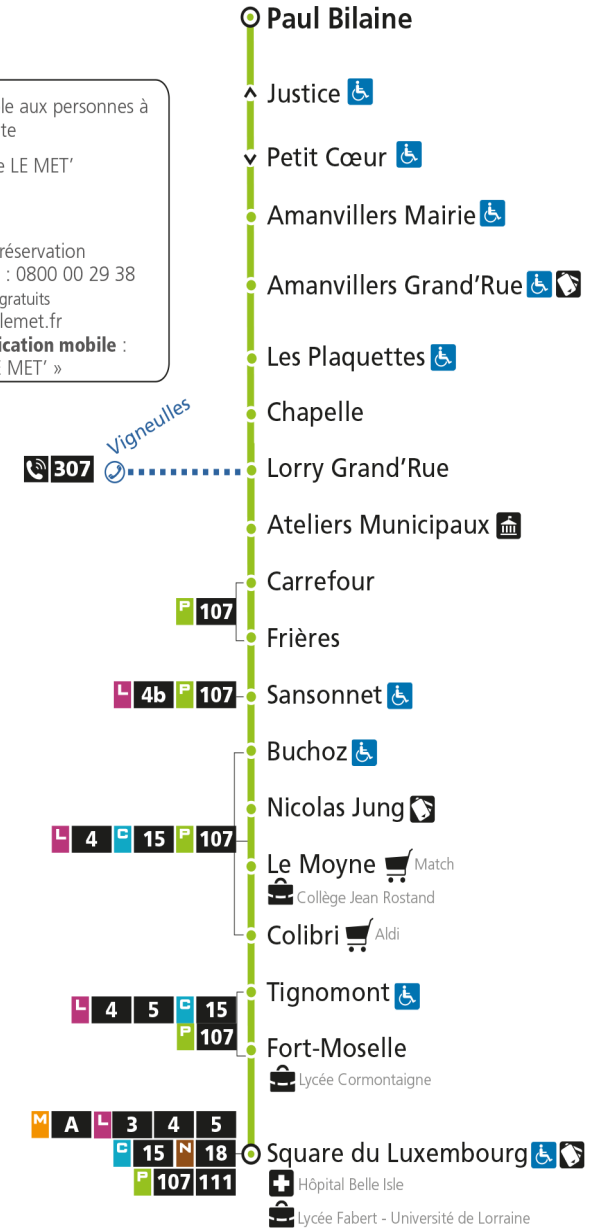 Paul Bilaine
Justice
Petit Cœur
Amanvillers Mairie
Amanvillers Grand'Rue
Les Plaquettes
Chapelle
Vigneulles
307
Lorry Grand'Rue
Ateliers Municipaux
Carrefour
P 107
Frières
L 4b P 107
Sansonnet
Buchoz
Nicolas Jung
L 4 C 15 P 107
Le Moyne Match
Collège Jean Rostand
Colibri Aldi
Tignomont
L 4 5 C 15
P 107
Fort-Moselle
Lycée Cormontaigne
M A L 3 4 5
C 15 N 18
P 107 111
Square du Luxembourg
Hôpital Belle Isle
Lycée Fabert - Université de Lorraine
le aux personnes à
te
e LE MET'
réservation
: 0800 00 29 38
gratuits
lemet.fr
ication mobile :
E MET' »